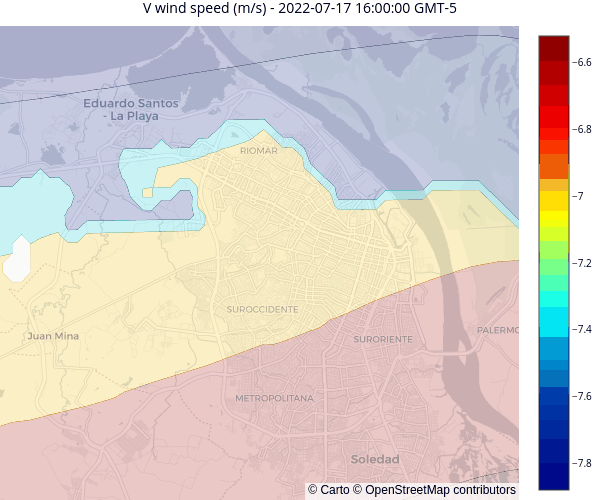 V wind speed (m/s) - 2022-07-17 16:00:00 GMT-5
Eduardo Santos
- La Playa
RIOMAR
SUROCCIDENTE
Juan Mina
SURORIENTE
PALERMO
METROPOLITANA
Soledad
© Carto © OpenStreetMap contributors
−6.6
−6.8
−7
−7.2
−7.4
−7.6
−7.8